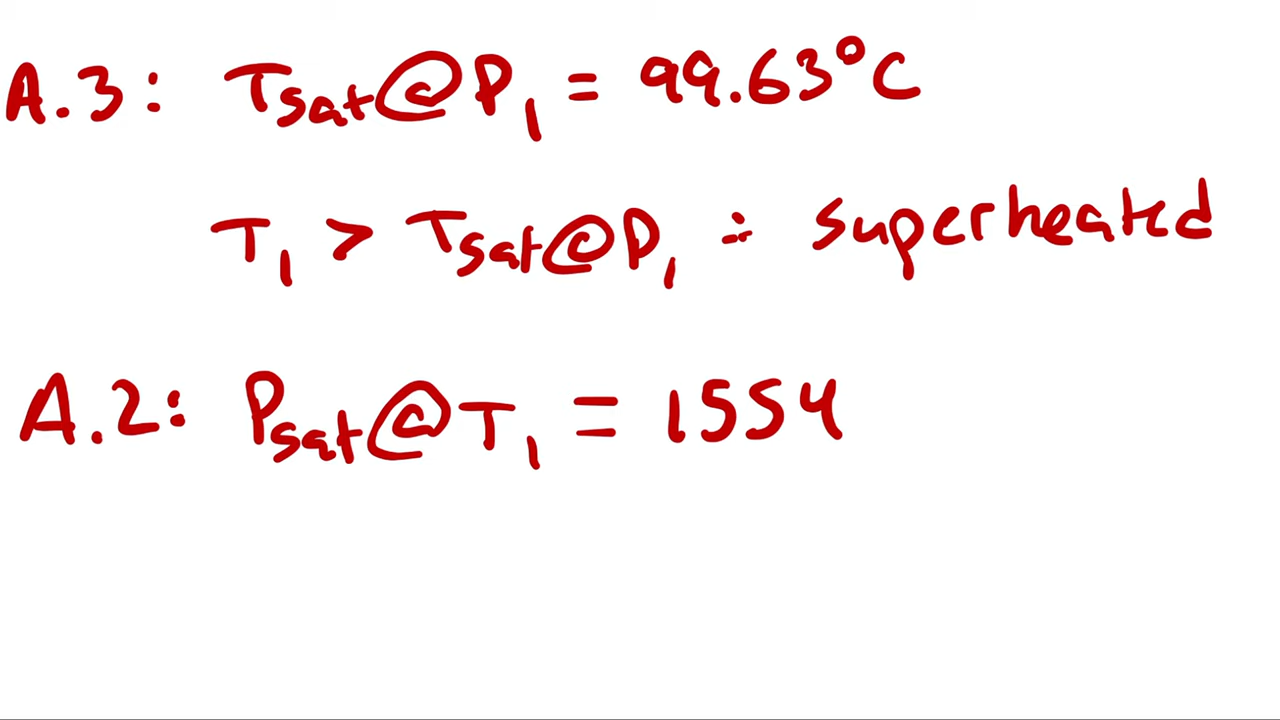 A.3: Tsat@P1 = 99.63°C
T1 > Tsat@P1 ∴ superheated
A.2: Psat@T1 = 1554